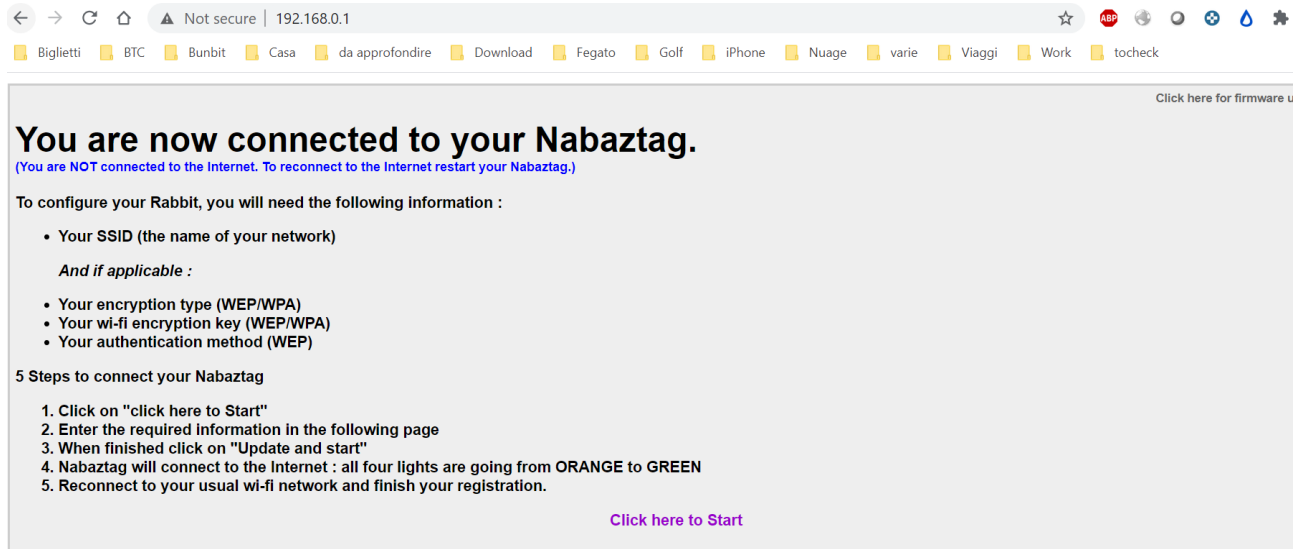 Not secure | 192.168.0.1
ABP
Biglietti BTC Bunbit Casa da approfondire Download Fegato Golf iPhone Nuage varie Viaggi Work tocheck
Click here for firmware u
You are now connected to your Nabaztag.
(You are NOT connected to the Internet. To reconnect to the Internet restart your Nabaztag.)
To configure your Rabbit, you will need the following information :
• Your SSID (the name of your network)
And if applicable :
• Your encryption type (WEP/WPA)
• Your wi-fi encryption key (WEP/WPA)
• Your authentication method (WEP)
5 Steps to connect your Nabaztag
1. Click on "click here to Start"
2. Enter the required information in the following page
3. When finished click on "Update and start"
4. Nabaztag will connect to the Internet : all four lights are going from ORANGE to GREEN
5. Reconnect to your usual wi-fi network and finish your registration.
Click here to Start